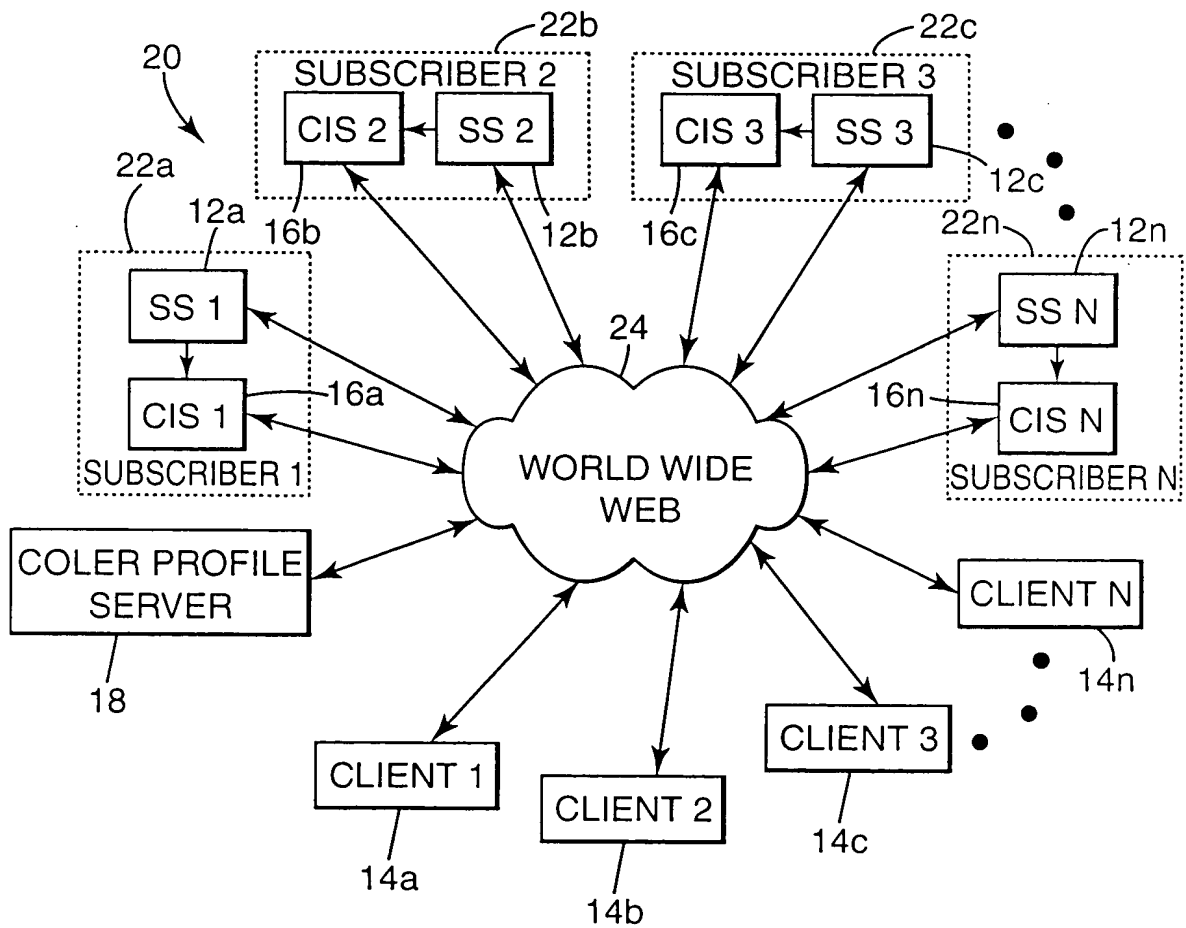 20
22b
22c
SUBSCRIBER 2
SUBSCRIBER 3
CIS 2
SS 2
CIS 3
SS 3
22a
12c
12a
16b
12b
16c
22n
12n
SS 1
SS N
24
16a
16n
CIS 1
CIS N
SUBSCRIBER 1
SUBSCRIBER N
WORLD WIDE
WEB
COLER PROFILE
SERVER
CLIENT N
18
14n
CLIENT 3
CLIENT 1
CLIENT 2
14c
14a
14b